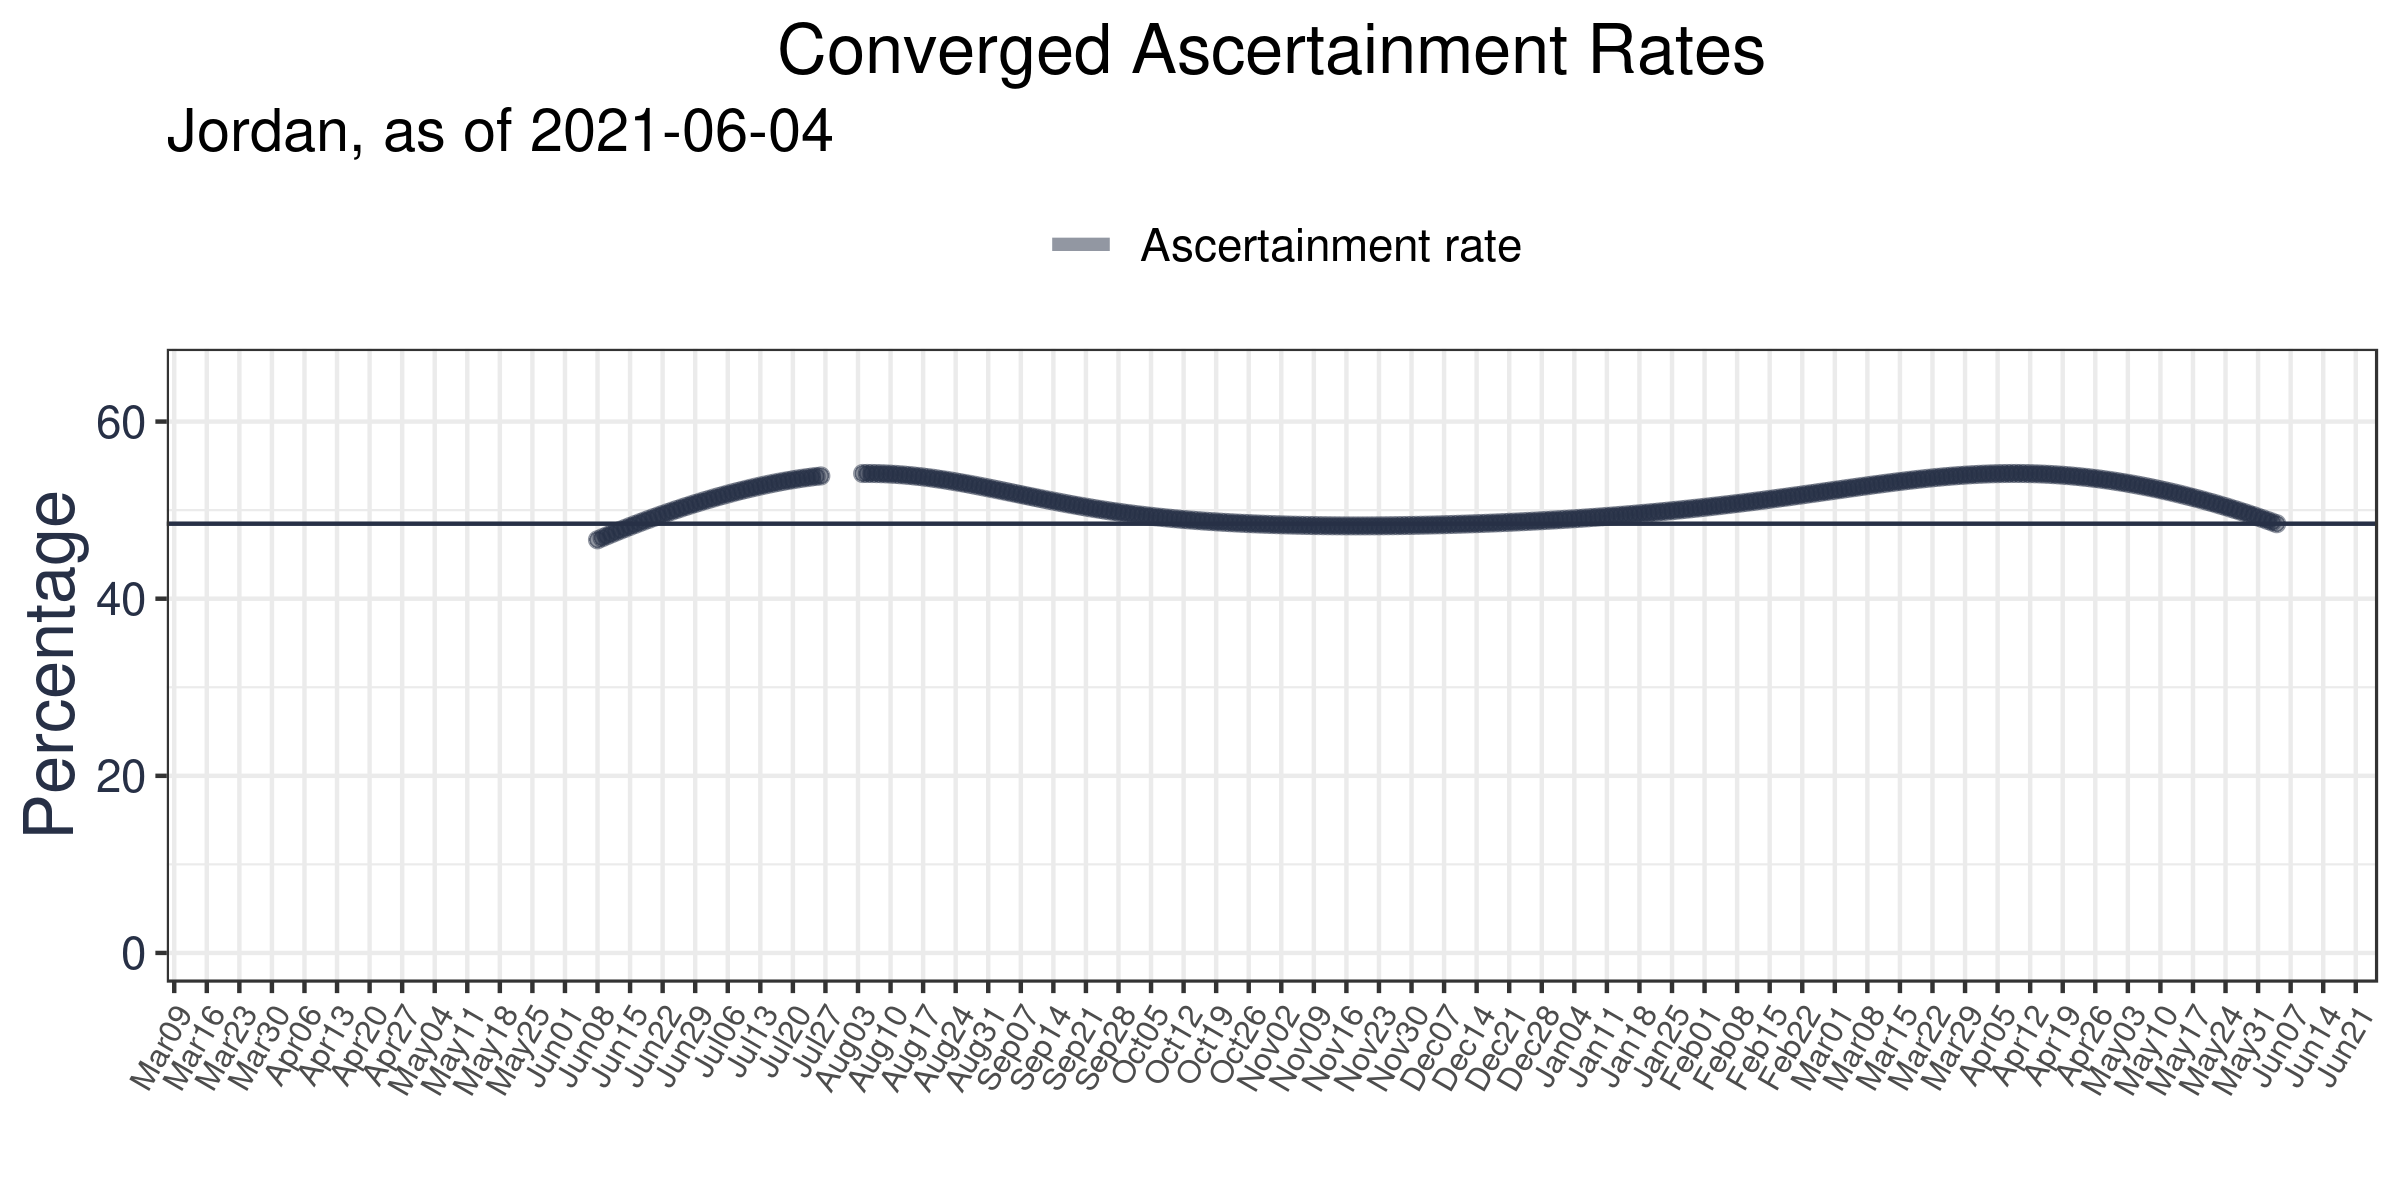 Converged Ascertainment Rates
Jordan, as of 2021-06-04
Ascertainment rate
Percentage
60
40
20
0
Mar09 Mar16 Mar23 Mar30 Apr06 Apr13 Apr20 Apr27 May04 May11 May18 May25 Jun01 Jun08 Jun15 Jun22 Jun29 Jul06 Jul13 Jul20 Jul27 Aug03 Aug10 Aug17 Aug24 Aug31 Sep07 Sep14 Sep21 Sep28 Oct05 Oct12 Oct19 Oct26 Nov02 Nov09 Nov16 Nov23 Nov30 Dec07 Dec14 Dec21 Dec28 Jan04 Jan11 Jan18 Jan25 Feb01 Feb08 Feb15 Feb22 Mar01 Mar08 Mar15 Mar22 Mar29 Apr05 Apr12 Apr19 Apr26 May03 May10 May17 May24 May31 Jun07 Jun14 Jun21